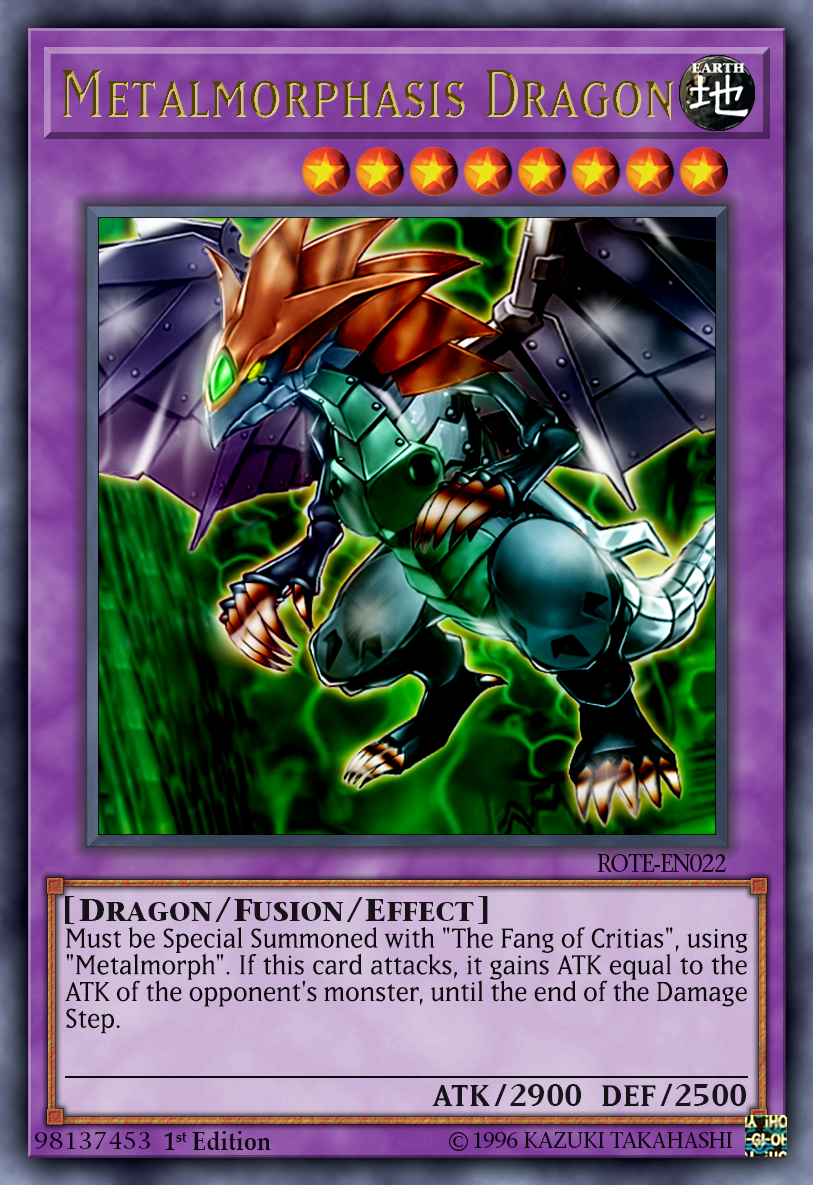 METALMORPHASIS DRAGON
EARTH
地
ROTE-EN022
[DRAGON/FUSION/EFFECT]
Must be Special Summoned with "The Fang of Critias", using
"Metalmorph". If this card attacks, it gains ATK equal to the
ATK of the opponent's monster, until the end of the Damage
Step.
ATK/2900 DEF/2500
98137453 1st Edition ©1996 KAZUKI TAKAHASHI